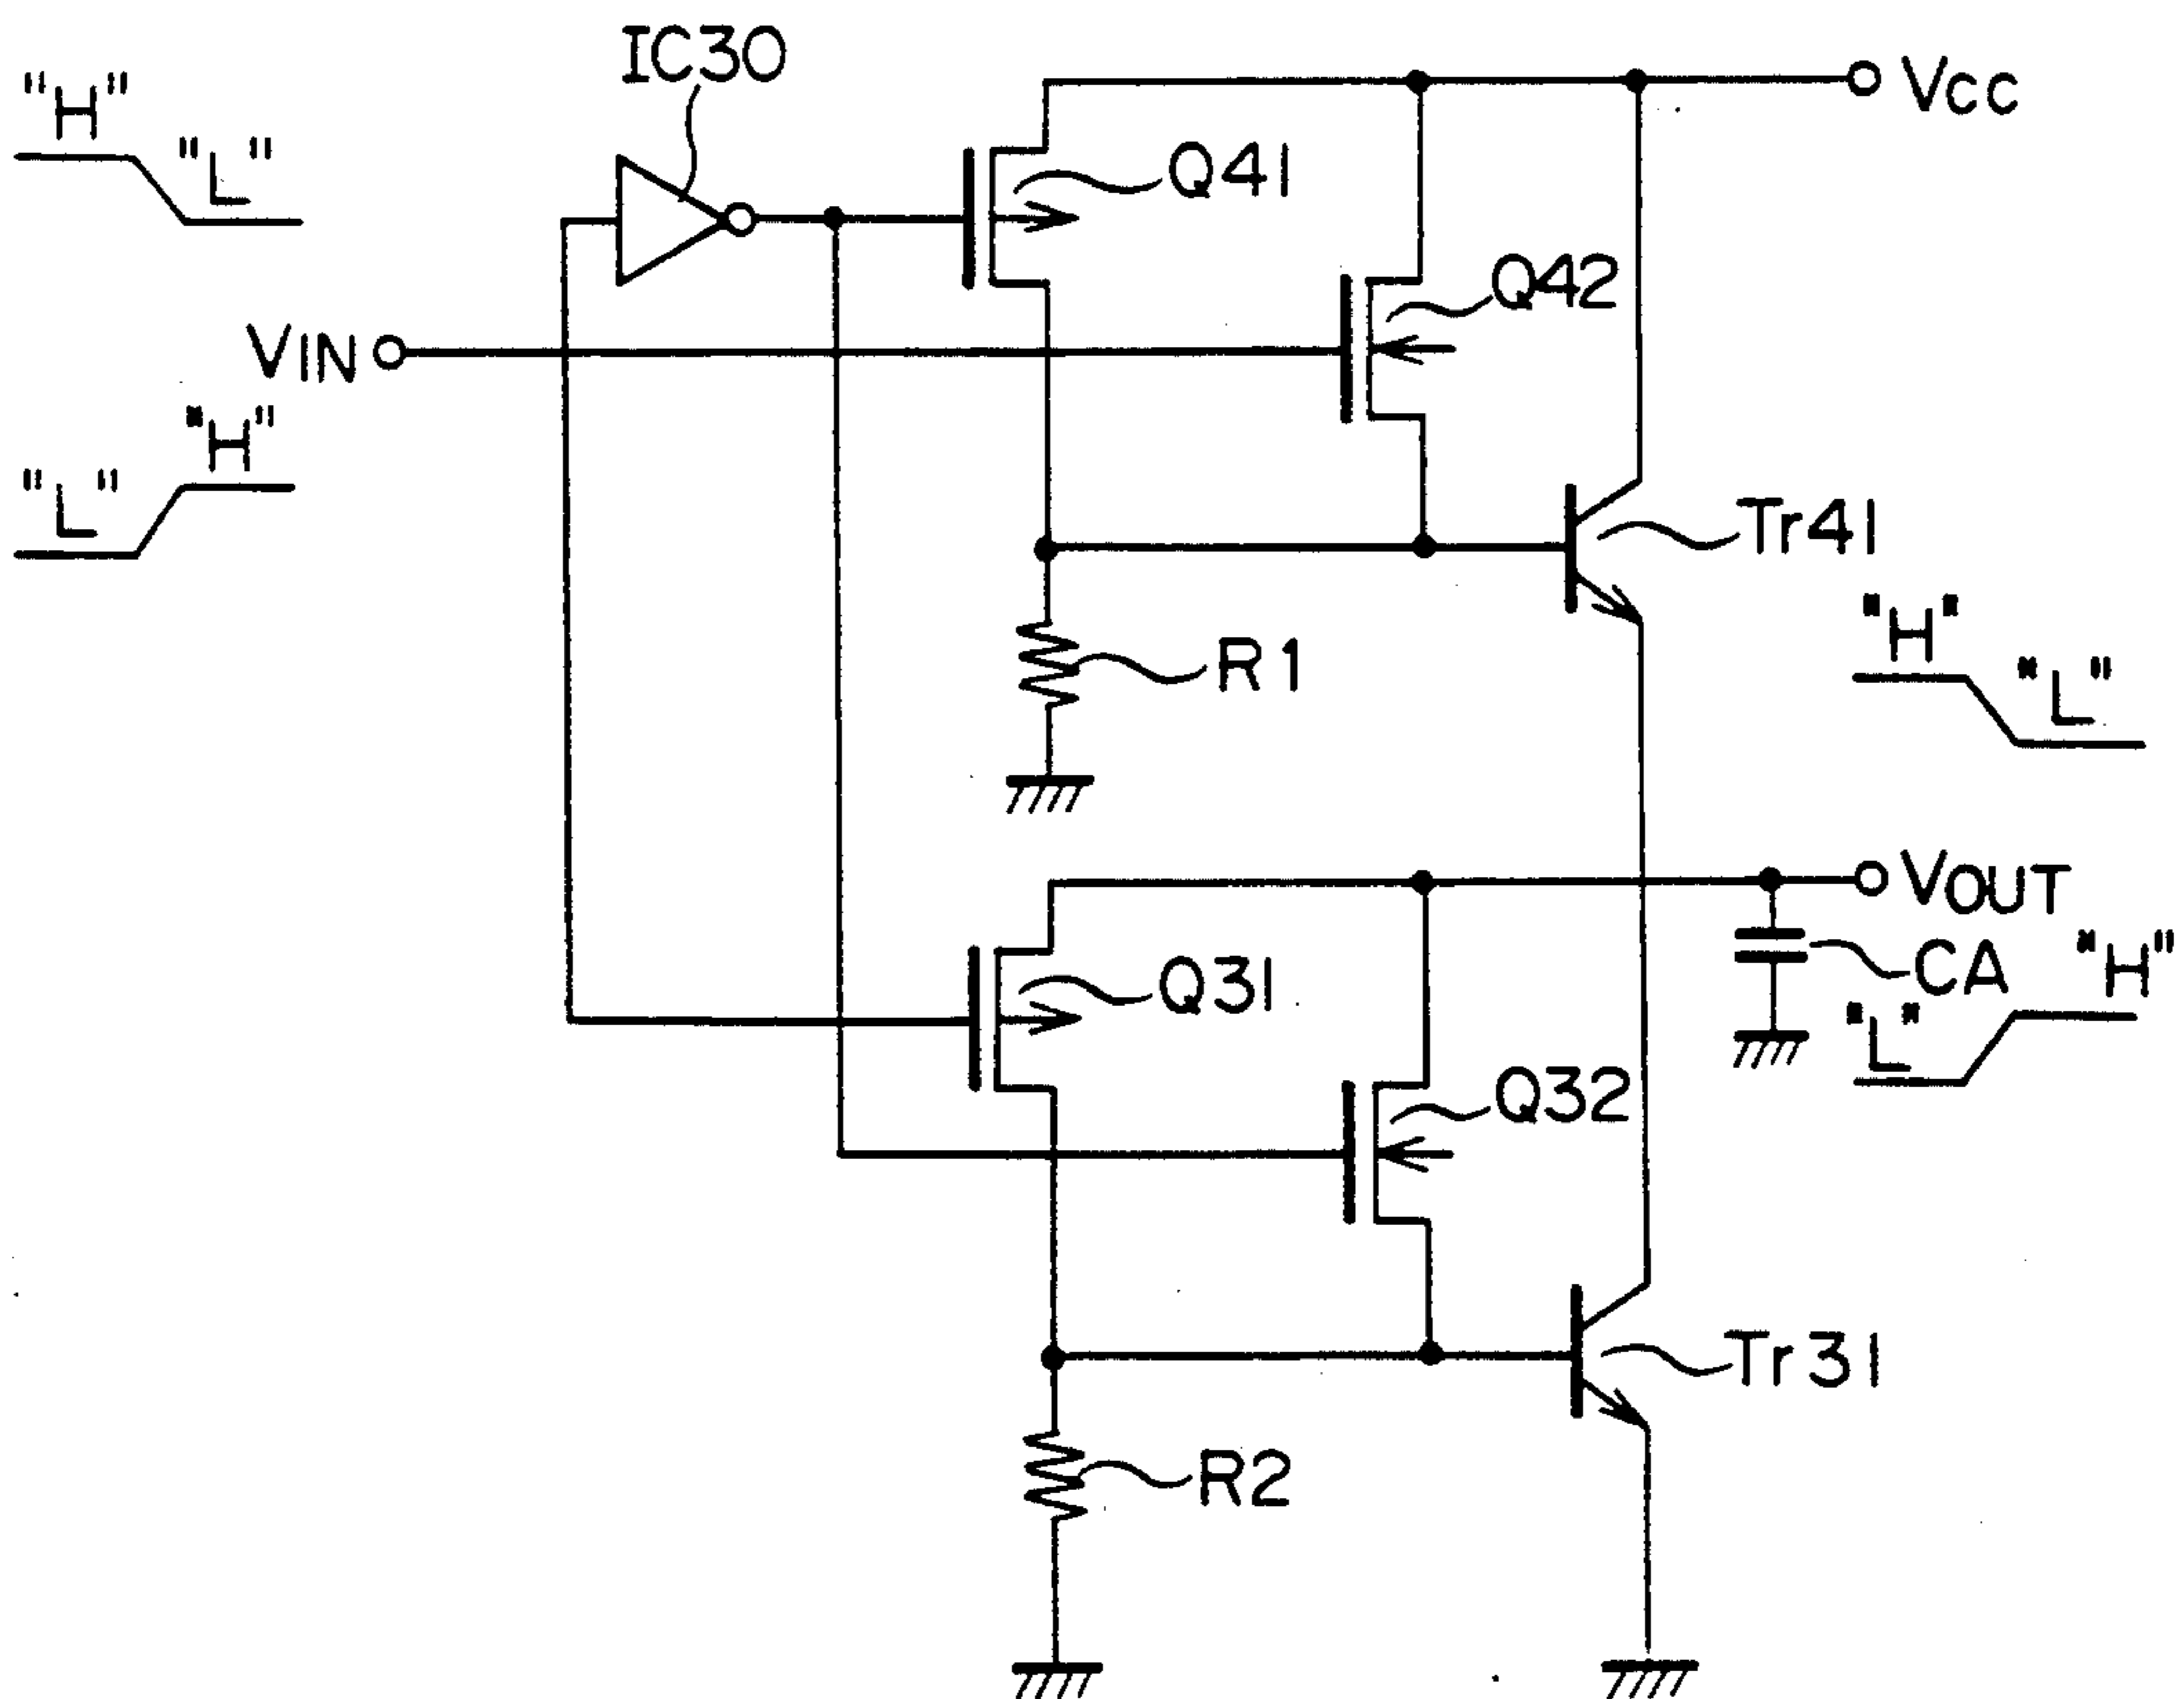 IC30
"H"
"L"
VCC
Q41
Q42
VIN
"H"
"L"
Tr41
"H"
"L"
R1
VOUT
CA
"H"
"L"
Q31
Q32
Tr31
R2